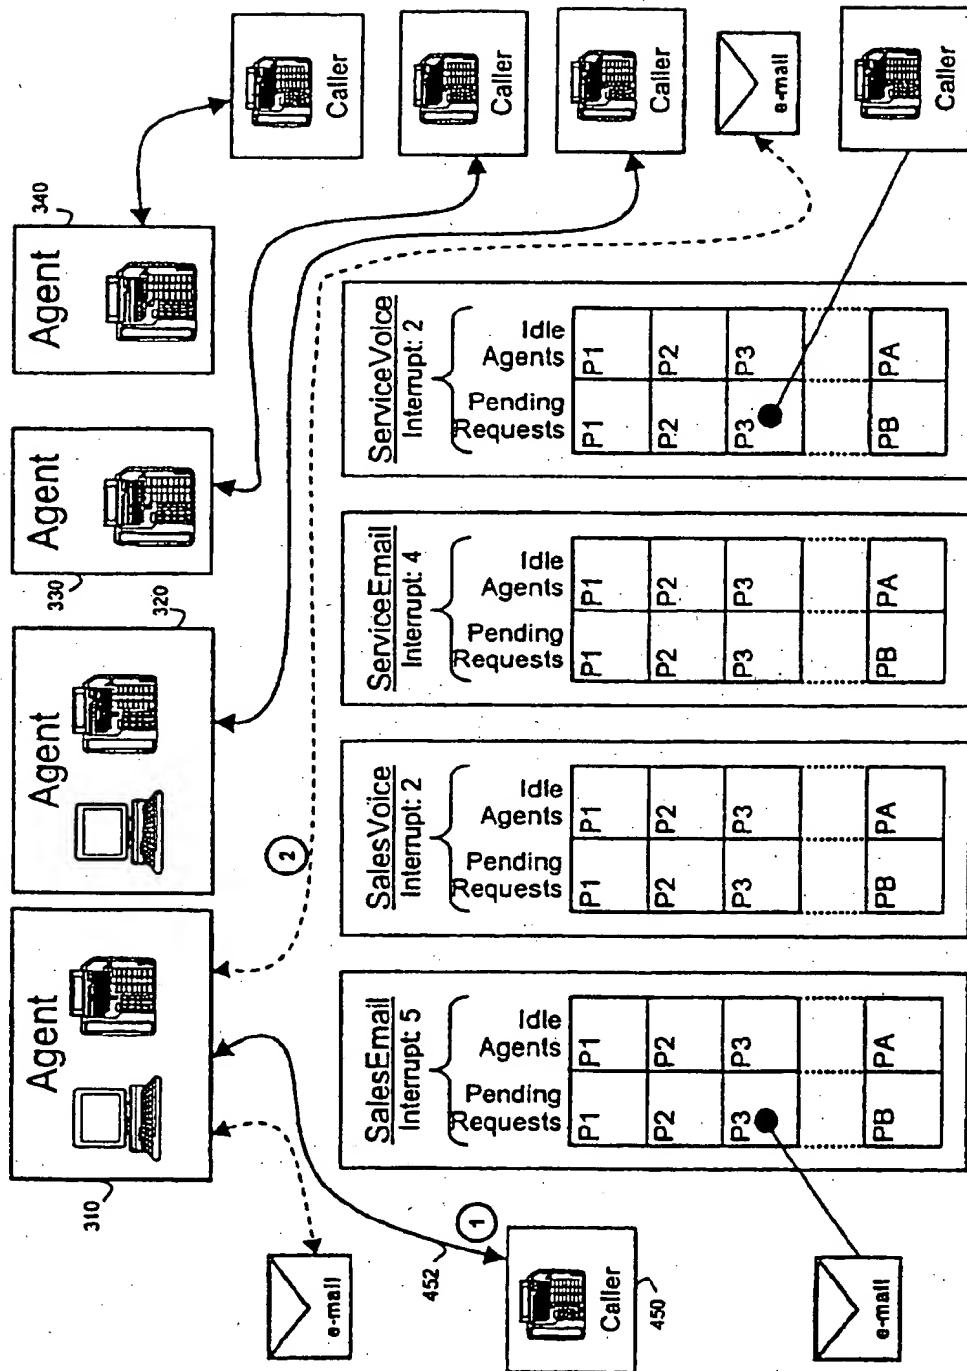 310
Agent
320
Agent
330
Agent
340
Agent
e-mail
452
1
2
Caller
450
Caller
Caller
Caller
e-mail
Caller
e-mail
SalesEmail
Interrupt: 5
Pending Requests
Idle Agents
P1 P1
P2 P2
P3 P3
PB PA
SalesVoice
Interrupt: 2
Pending Requests
Idle Agents
P1 P1
P2 P2
P3 P3
PB PA
ServiceEmail
Interrupt: 4
Pending Requests
Idle Agents
P1 P1
P2 P2
P3 P3
PB PA
ServiceVoice
Interrupt: 2
Pending Requests
Idle Agents
P1 P1
P2 P2
P3 P3
PB PA